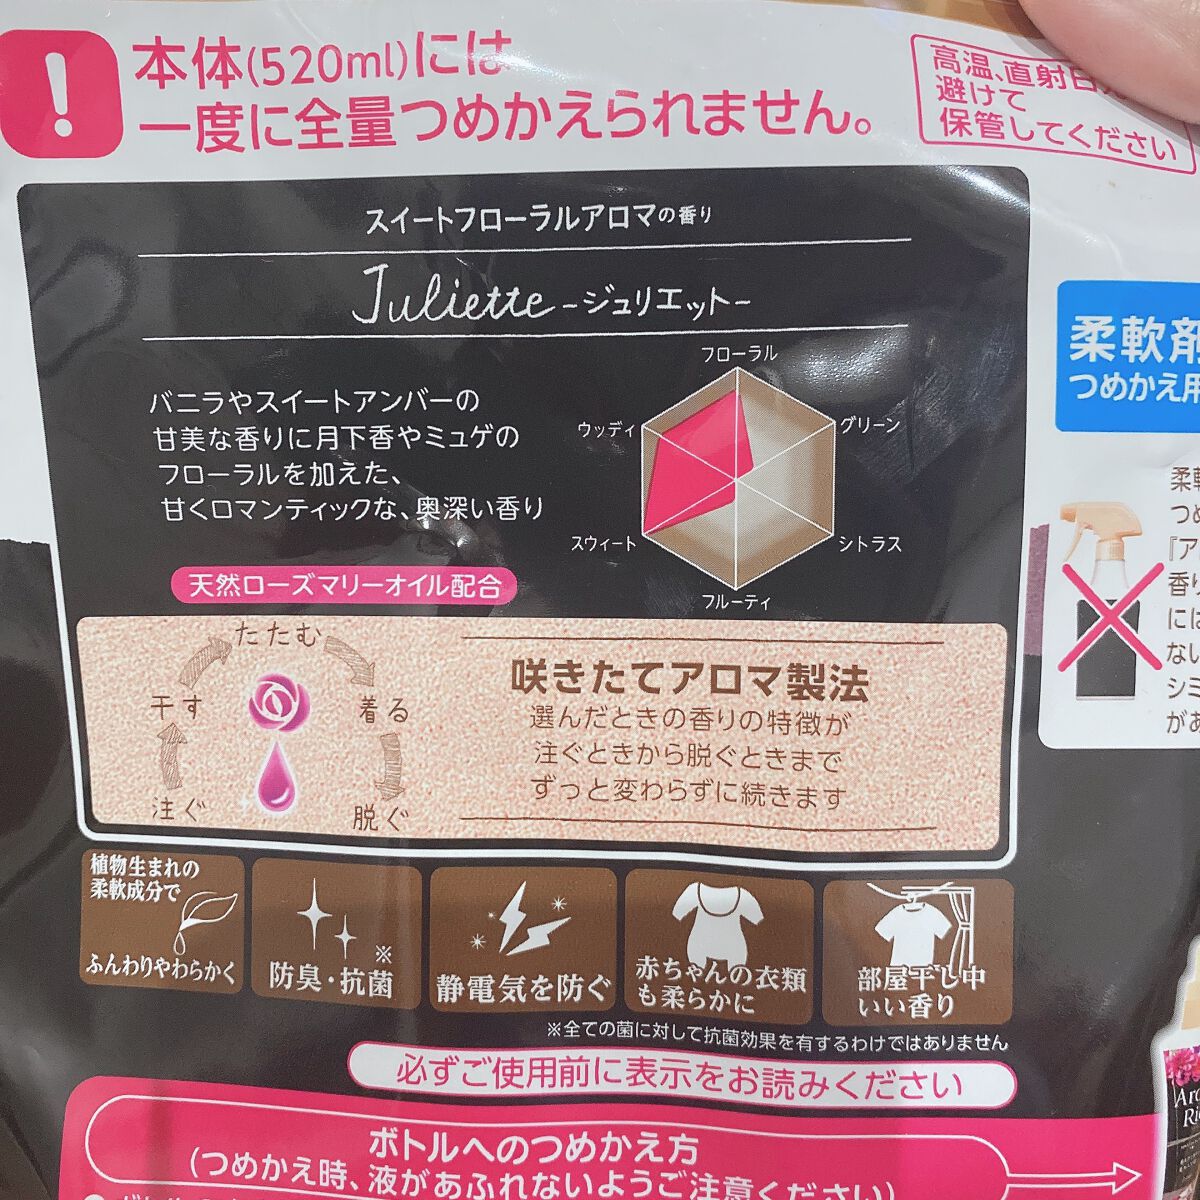 本体(520ml)には
一度に全量つめかえられません。
高温、直射日
避けて
保管してください
スイートフローラルアロマの香り
Juliette -ジュリエット-
バニラやスイートアンバーの
甘美な香りに月下香やミュゲの
フローラルを加えた、
甘くロマンティックな、奥深い香り
天然ローズマリーオイル配合
フローラル
グリーン
シトラス
フルーティ
スウィート
ウッディ
柔軟剤
つめかえ用
柔軟
つめ
『ア
香り
には
ない
シミ
があ
たたむ
干す
着る
注ぐ
脱ぐ
咲きたてアロマ製法
選んだときの香りの特徴が
注ぐときから脱ぐときまで
ずっと変わらずに続きます
植物生まれの
柔軟成分で
ふんわりやわらかく
防臭・抗菌※
静電気を防ぐ
赤ちゃんの衣類
も柔らかに
部屋干し中
いい香り
※全ての菌に対して抗菌効果を有するわけではありません
必ずご使用前に表示をお読みください
ボトルへのつめかえ方
(つめかえ時、液があふれないようご注意ください)